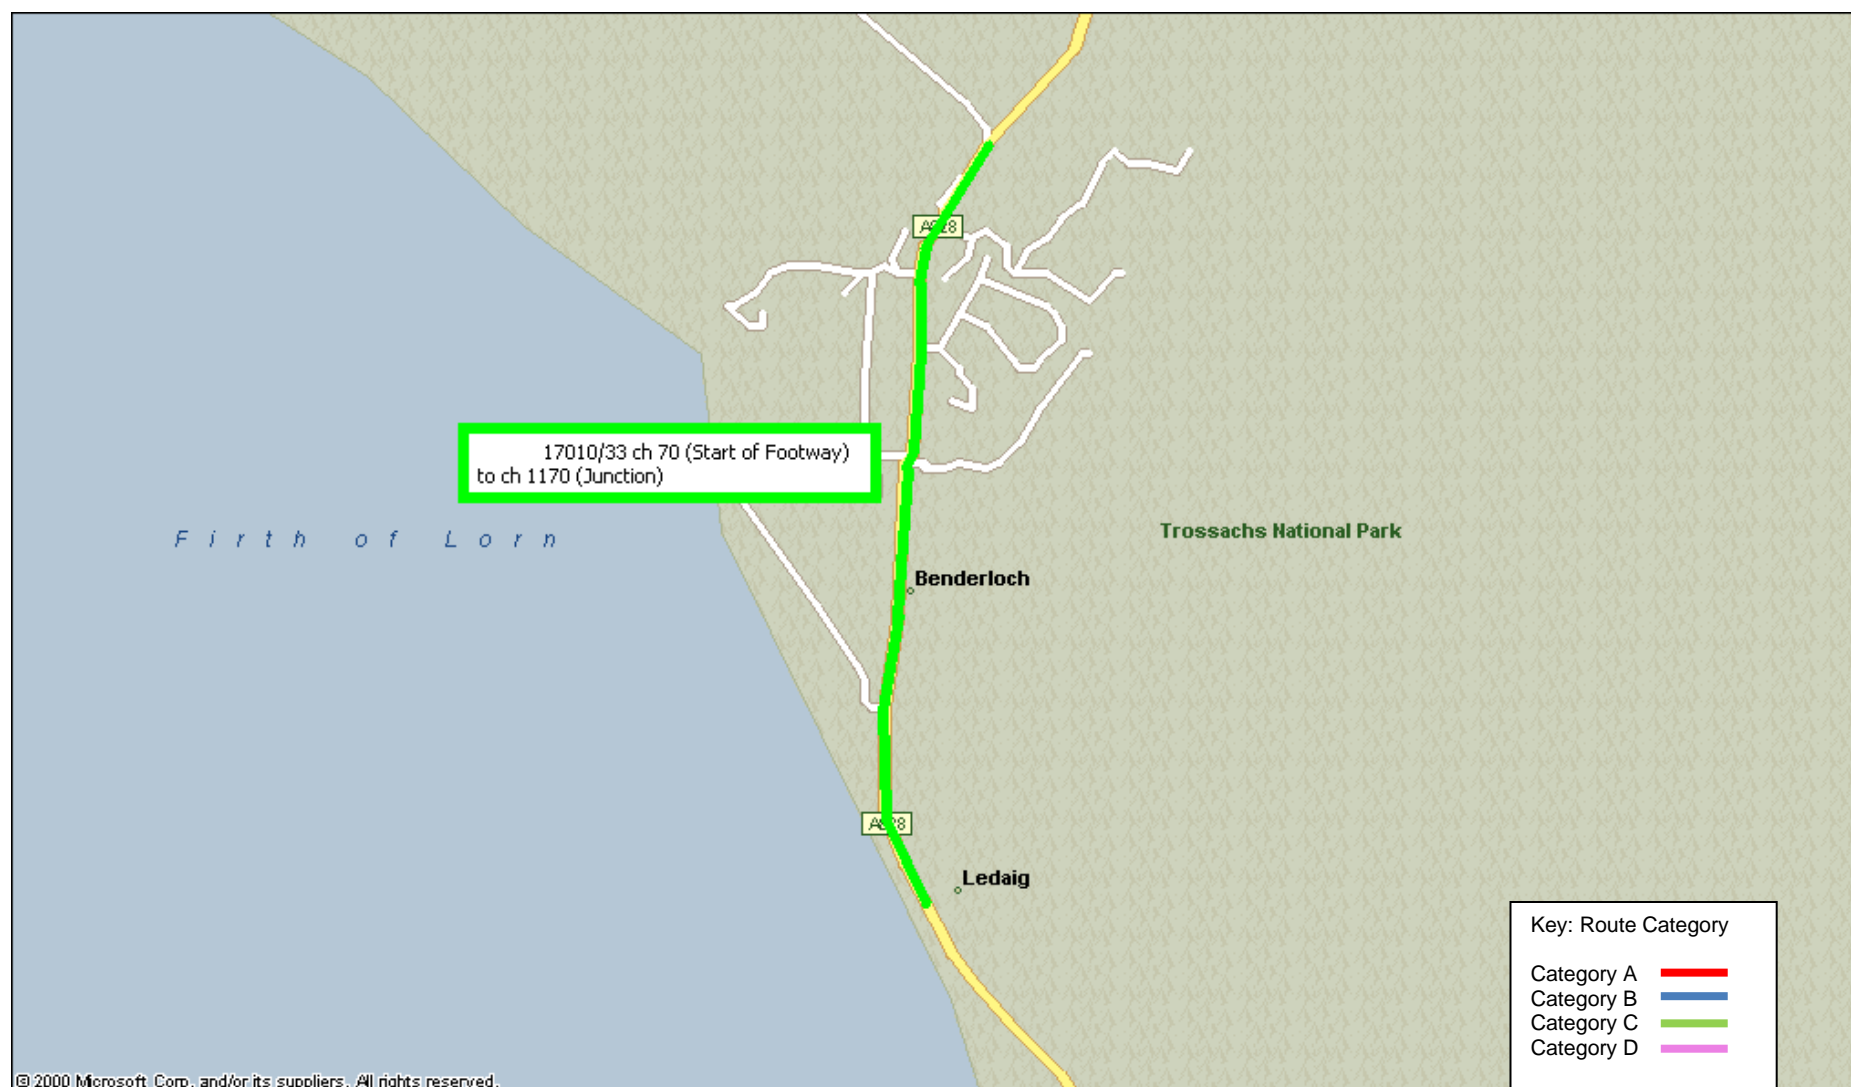 17010/33 ch 70 (Start of Footway)
to ch 1170 (Junction)
Firth of Lorn
Trossachs National Park
Benderloch
Ledaig
Key: Route Category
Category A
Category B
Category C
Category D
© 2000 Microsoft Corp. and/or its suppliers. All rights reserved.